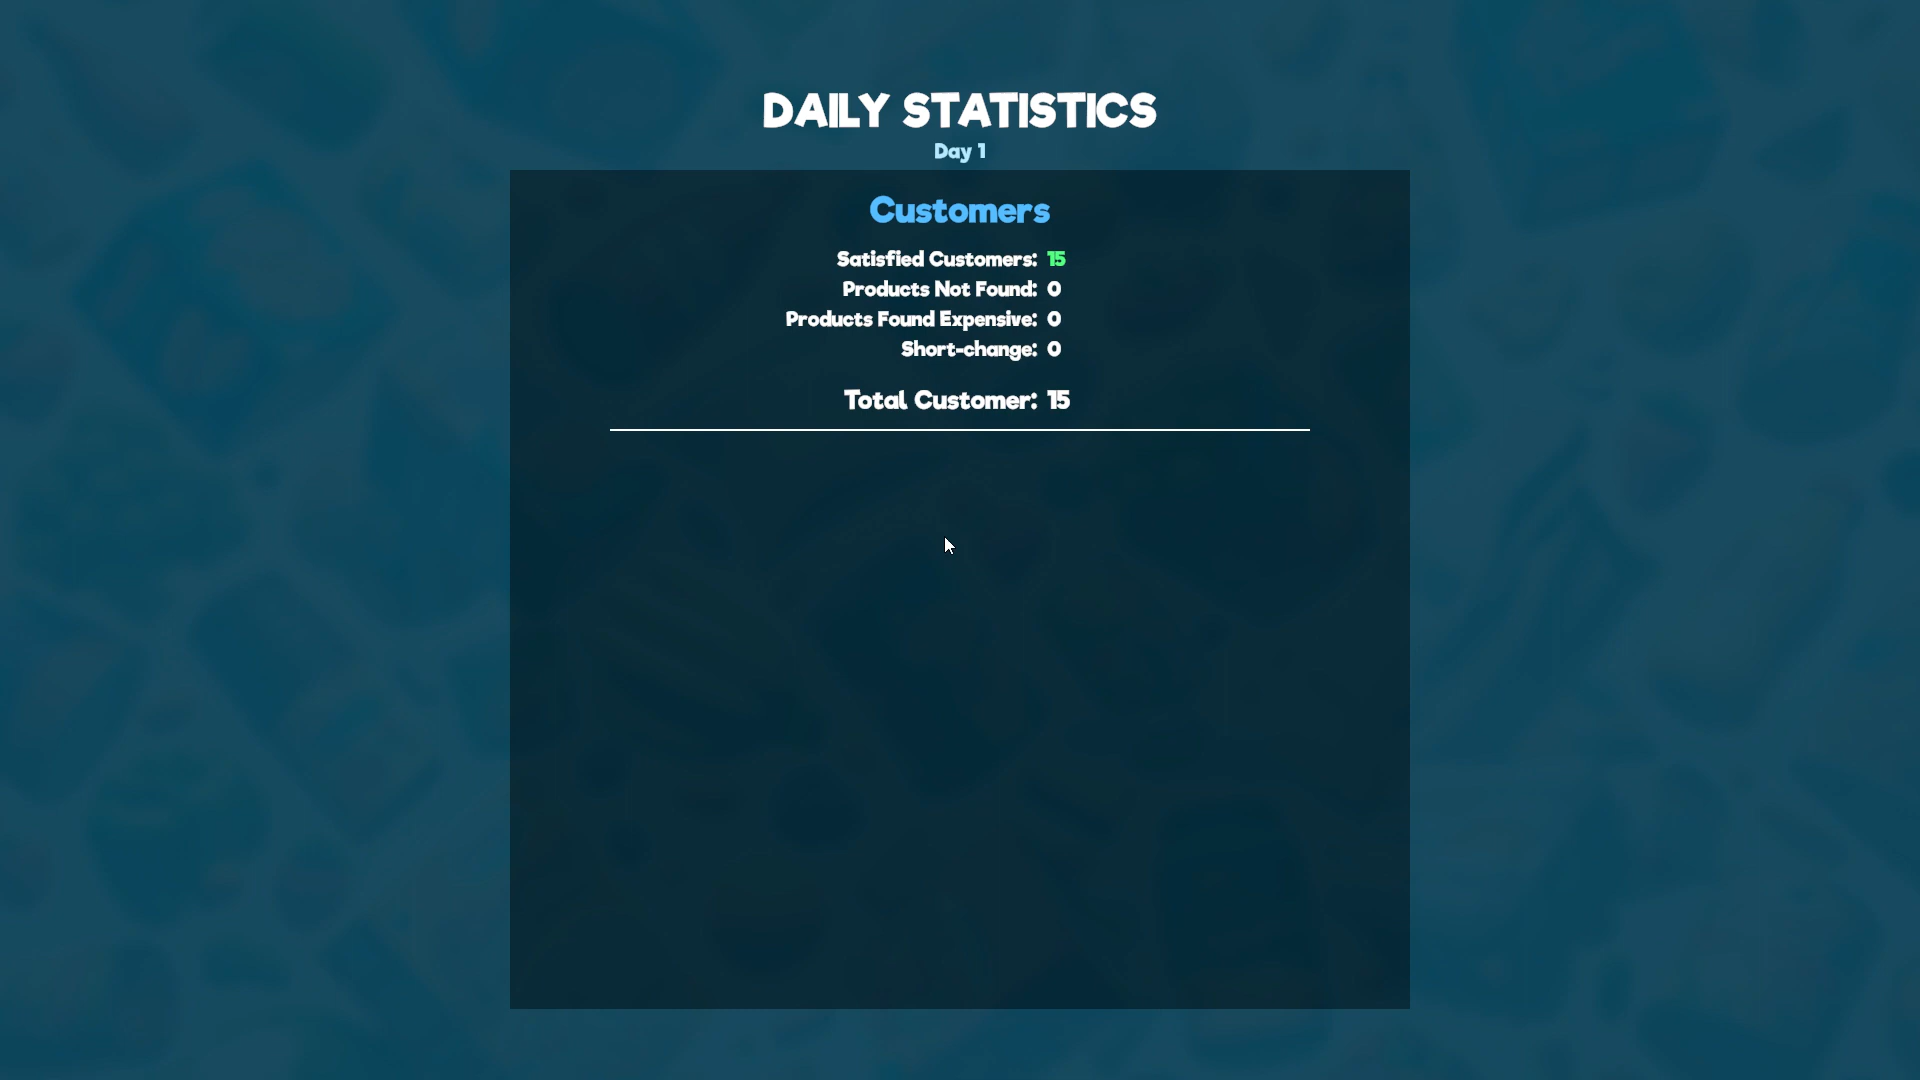 DAILY STATISTICS
Day 1
Customers
Satisfied Customers: 15
Products Not Found: 0
Products Found Expensive: 0
Short-change: 0
Total Customer: 15